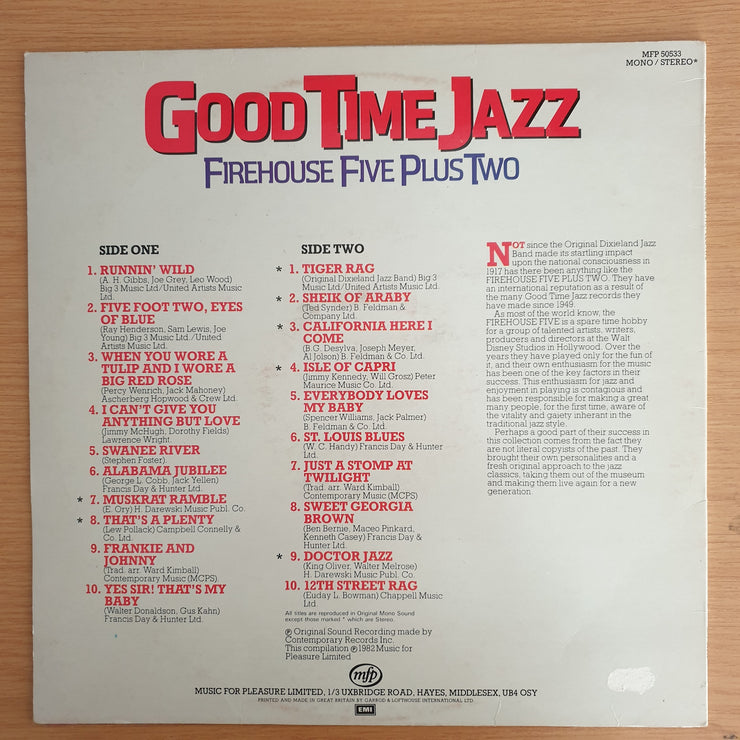 MFP 50533
MONO / STEREO*
GOOD TIME JAZZ
FIREHOUSE FIVE PLUS TWO
SIDE ONE
1. RUNNIN' WILD
(A. H. Gibbs, Joe Grey, Leo Wood)
Big 3 Music Ltd/United Artists Music
Ltd.
2. FIVE FOOT TWO, EYES
OF BLUE
(Ray Henderson, Sam Lewis, Joe
Young) Big 3 Music Ltd./United
Artists Music Ltd.
3. WHEN YOU WORE A
TULIP AND I WORE A
BIG RED ROSE
(Percy Wenrich, Jack Mahoney)
Ascherberg Hopwood & Crew Ltd.
4. I CAN'T GIVE YOU
ANYTHING BUT LOVE
(Jimmy McHugh, Dorothy Fields)
Lawrence Wright.
5. SWANEE RIVER
(Stephen Foster)
6. ALABAMA JUBILEE
(George L. Cobb, Jack Yellen)
Francis Day & Hunter Ltd.
* 7. MUSKRAT RAMBLE
(E. Ory) H. Darewski Music Publ. Co.
* 8. THAT'S A PLENTY
(Lew Pollack) Campbell Connelly &
Co. Ltd.
9. FRANKIE AND
JOHNNY
(Trad. arr. Ward Kimball)
Contemporary Music (MCPS)
10. YES SIR! THAT'S MY
BABY
(Walter Donaldson, Gus Kahn)
Francis Day & Hunter Ltd.
SIDE TWO
* 1. TIGER RAG
(Original Dixieland Jazz Band) Big 3
Music Ltd/United Artists Music Ltd.
* 2. SHEIK OF ARABY
(Ted Synder) B. Feldman &
Company Ltd.
* 3. CALIFORNIA HERE I
COME
(B.G. Desylva, Joseph Meyer,
Al Jolson) B. Feldman & Co. Ltd.
* 4. ISLE OF CAPRI
(Jimmy Kennedy, Will Grosz) Peter
Maurice Music Co. Ltd.
5. EVERYBODY LOVES
MY BABY
(Spencer Williams, Jack Palmer)
B. Feldman & Co. Ltd.
6. ST. LOUIS BLUES
(W. C. Handy) Francis Day & Hunter
Ltd.
7. JUST A STOMP AT
TWILIGHT
(Trad. arr. Ward Kimball)
Contemporary Music (MCPS)
8. SWEET GEORGIA
BROWN
(Ben Bernie, Maceo Pinkard,
Kenneth Casey) Francis Day &
Hunter Ltd.
* 9. DOCTOR JAZZ
(King Oliver, Walter Melrose)
H. Darewski Music Pub. Co.
10. 12TH STREET RAG
(Euday L. Bowman) Chappell Music
Ltd
All titles are reproduced in Original Mono Sound
except those marked * which are Stereo.
℗ Original Sound Recording made by
Contemporary Records Inc.
This compilation ℗ 1982 Music for
Pleasure Limited
NOT since the Original Dixieland Jazz
Band made its startling impact
upon the national consciousness in
1917 has there been anything like the
FIREHOUSE FIVE PLUS TWO. They have
an international reputation as a result of
the many Good Time Jazz records they
have made since 1949.
As most of the world know, the
FIREHOUSE FIVE is a spare time hobby
for a group of talented artists, writers,
producers and directors at the Walt
Disney Studios in Hollywood. Over the
years they have played only for the fun of
it, and their own enthusiasm for the music
has been one of the key factors in their
success. This enthusiasm for jazz and
enjoyment in playing is contagious and
has been responsible for making a great
many people, for the first time, aware of
the vitality and gaiety inherent in the
traditional jazz style.
Perhaps a good part of their success in
this collection comes from the fact they
are not literal copyists of the past. They
brought their own personalities and a
fresh original approach to the jazz
classics, taking them out of the museum
and making them live again for a new
generation.
mfp
MUSIC FOR PLEASURE LIMITED, 1/3 UXBRIDGE ROAD, HAYES, MIDDLESEX, UB4 OSY
PRINTED AND MADE IN GREAT BRITAIN BY GARROD & LOFTHOUSE INTERNATIONAL LTD.
EMI